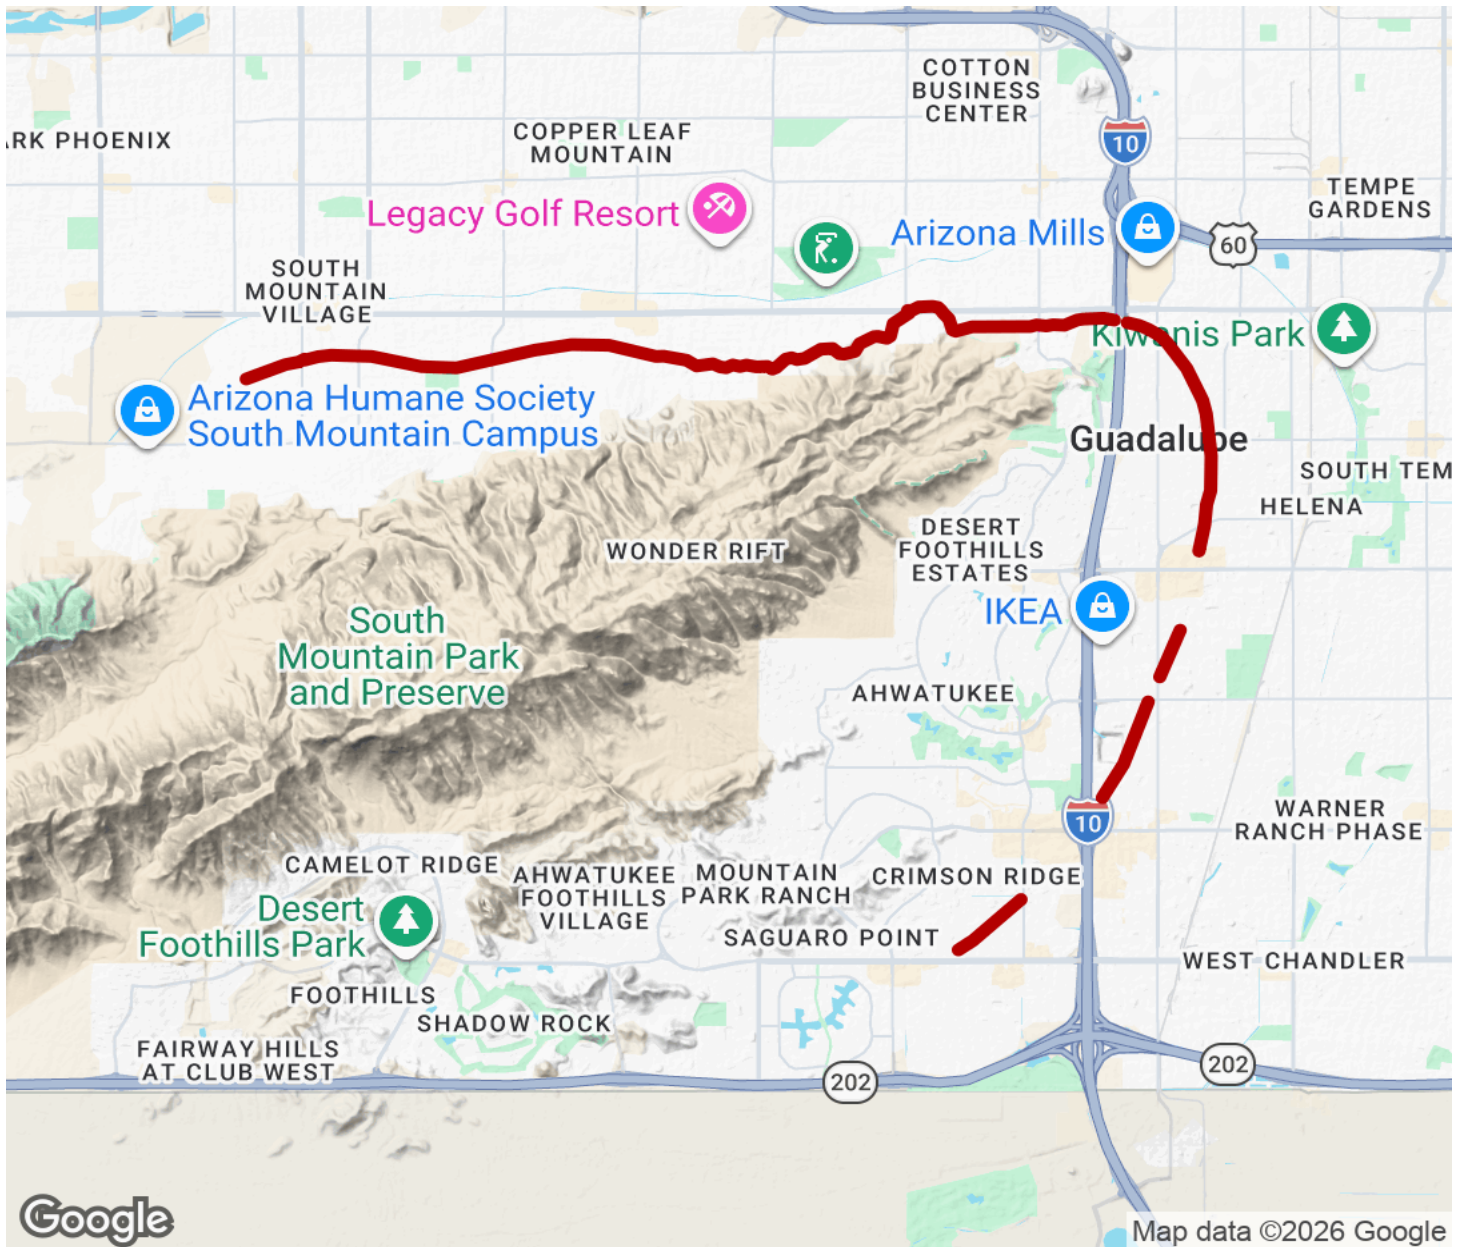 COTTON
BUSINESS
CENTER
ARK PHOENIX
COPPER LEAF
MOUNTAIN
10
TEMPE
GARDENS
Legacy Golf Resort
Arizona Mills
60
SOUTH
MOUNTAIN
VILLAGE
Kiwanis Park
Arizona Humane Society
South Mountain Campus
Guadalupe
SOUTH TEM
HELENA
WONDER RIFT
DESERT
FOOTHILLS
ESTATES
IKEA
South
Mountain Park
and Preserve
AHWATUKEE
10
WARNER
RANCH PHASE
CAMELOT RIDGE
AHWATUKEE
FOOTHILLS
VILLAGE
MOUNTAIN
PARK RANCH
CRIMSON RIDGE
Desert
Foothills Park
SAGUARO POINT
WEST CHANDLER
FOOTHILLS
SHADOW ROCK
FAIRWAY HILLS
AT CLUB WEST
202
202
Google
Map data ©2026 Google